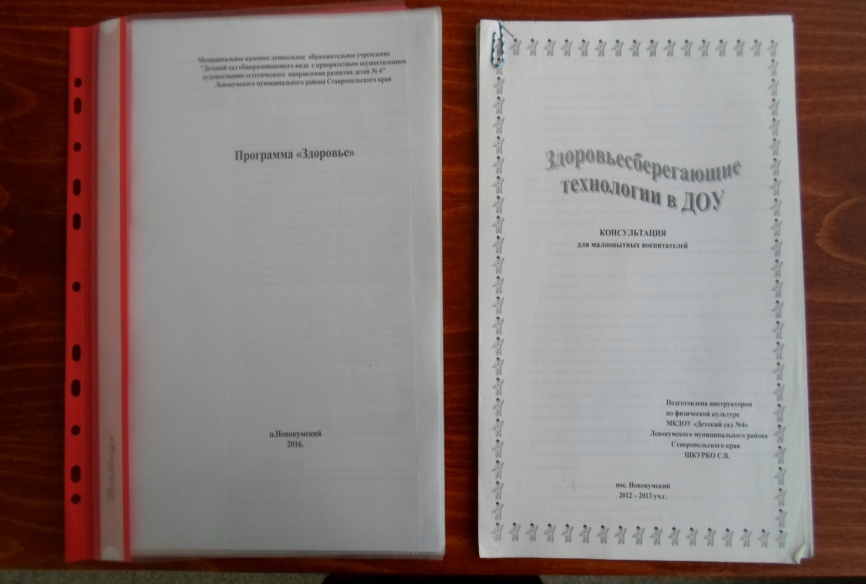 Муниципальное казенное дошкольное образовательное учреждение
"Детский сад общеразвивающего вида с приоритетным осуществлением
художественно-эстетического направления развития детей № 4"
Левокумского муниципального района Ставропольского края
Программа «Здоровье»
п.Новокумский
2016.
Здоровьесберегающие
технологии в ДОУ
КОНСУЛЬТАЦИЯ
для малоопытных воспитателей
Подготовлена инструктором
по физической культуре
МКДОУ «Детский сад №4»
Левокумского муниципального района
Ставропольского края
ШКУРКО С.В.
пос. Новокумский
2012 – 2013 уч.г.